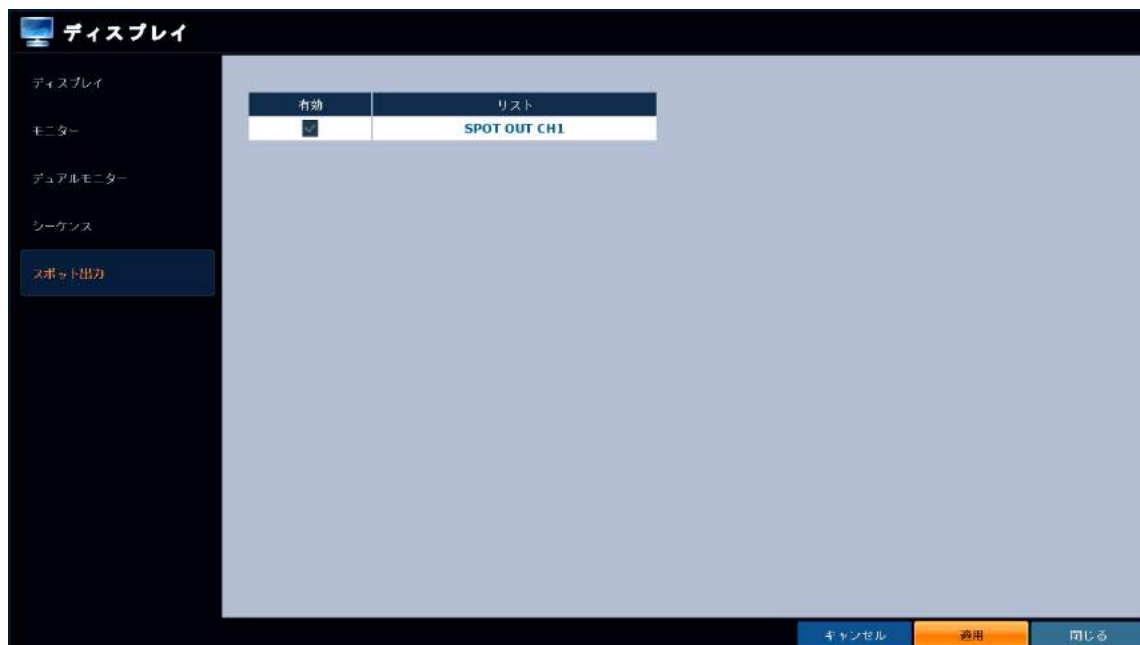 ディスプレイ
ディスプレイ
モニター
デュアルモニター
シーケンス
スポット出力
有効 リスト
SPOT OUT CH1
キャンセル 適用 閉じる